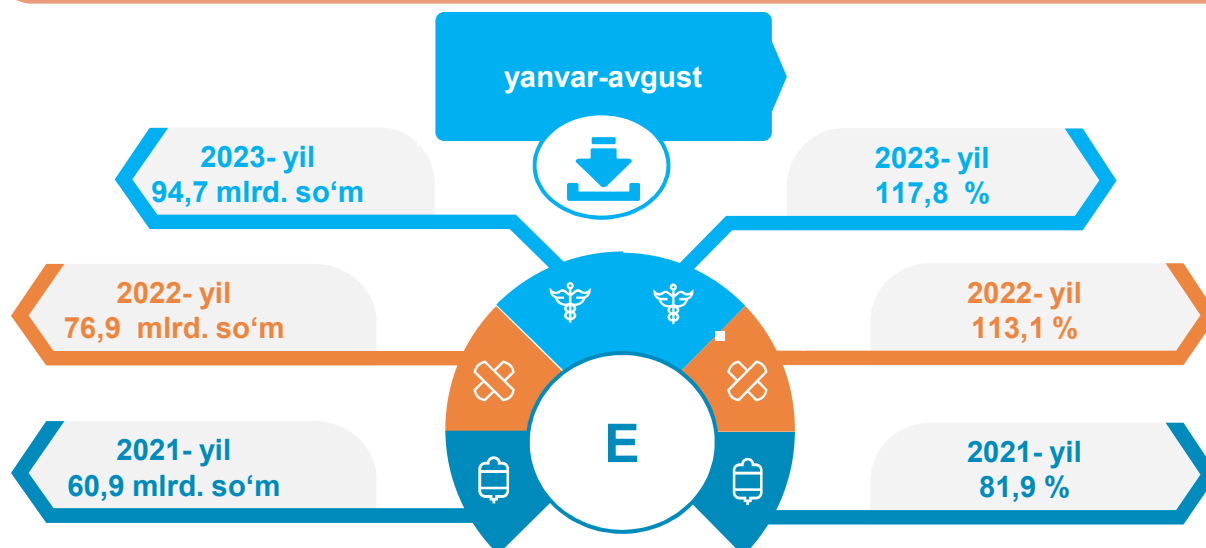 yanvar-avgust
2023- yil
94,7 mlrd. so‘m
2023- yil
117,8 %
2022- yil
76,9 mlrd. so‘m
2022- yil
113,1 %
2021- yil
60,9 mlrd. so‘m
E
2021- yil
81,9 %